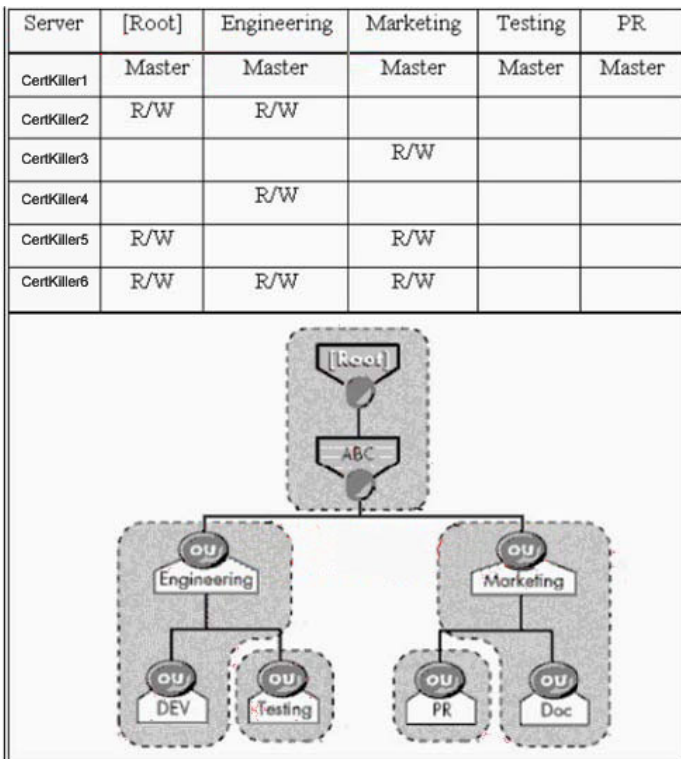 Server [Root] Engineering Marketing Testing PR
CertKiller1 Master Master Master Master Master
CertKiller2 R/W R/W
CertKiller3 R/W
CertKiller4 R/W
CertKiller5 R/W R/W
CertKiller6 R/W R/W R/W
[Root]
ABC
OU OU
Engineering Marketing
OU OU OU OU
DEV Testing PR Doc